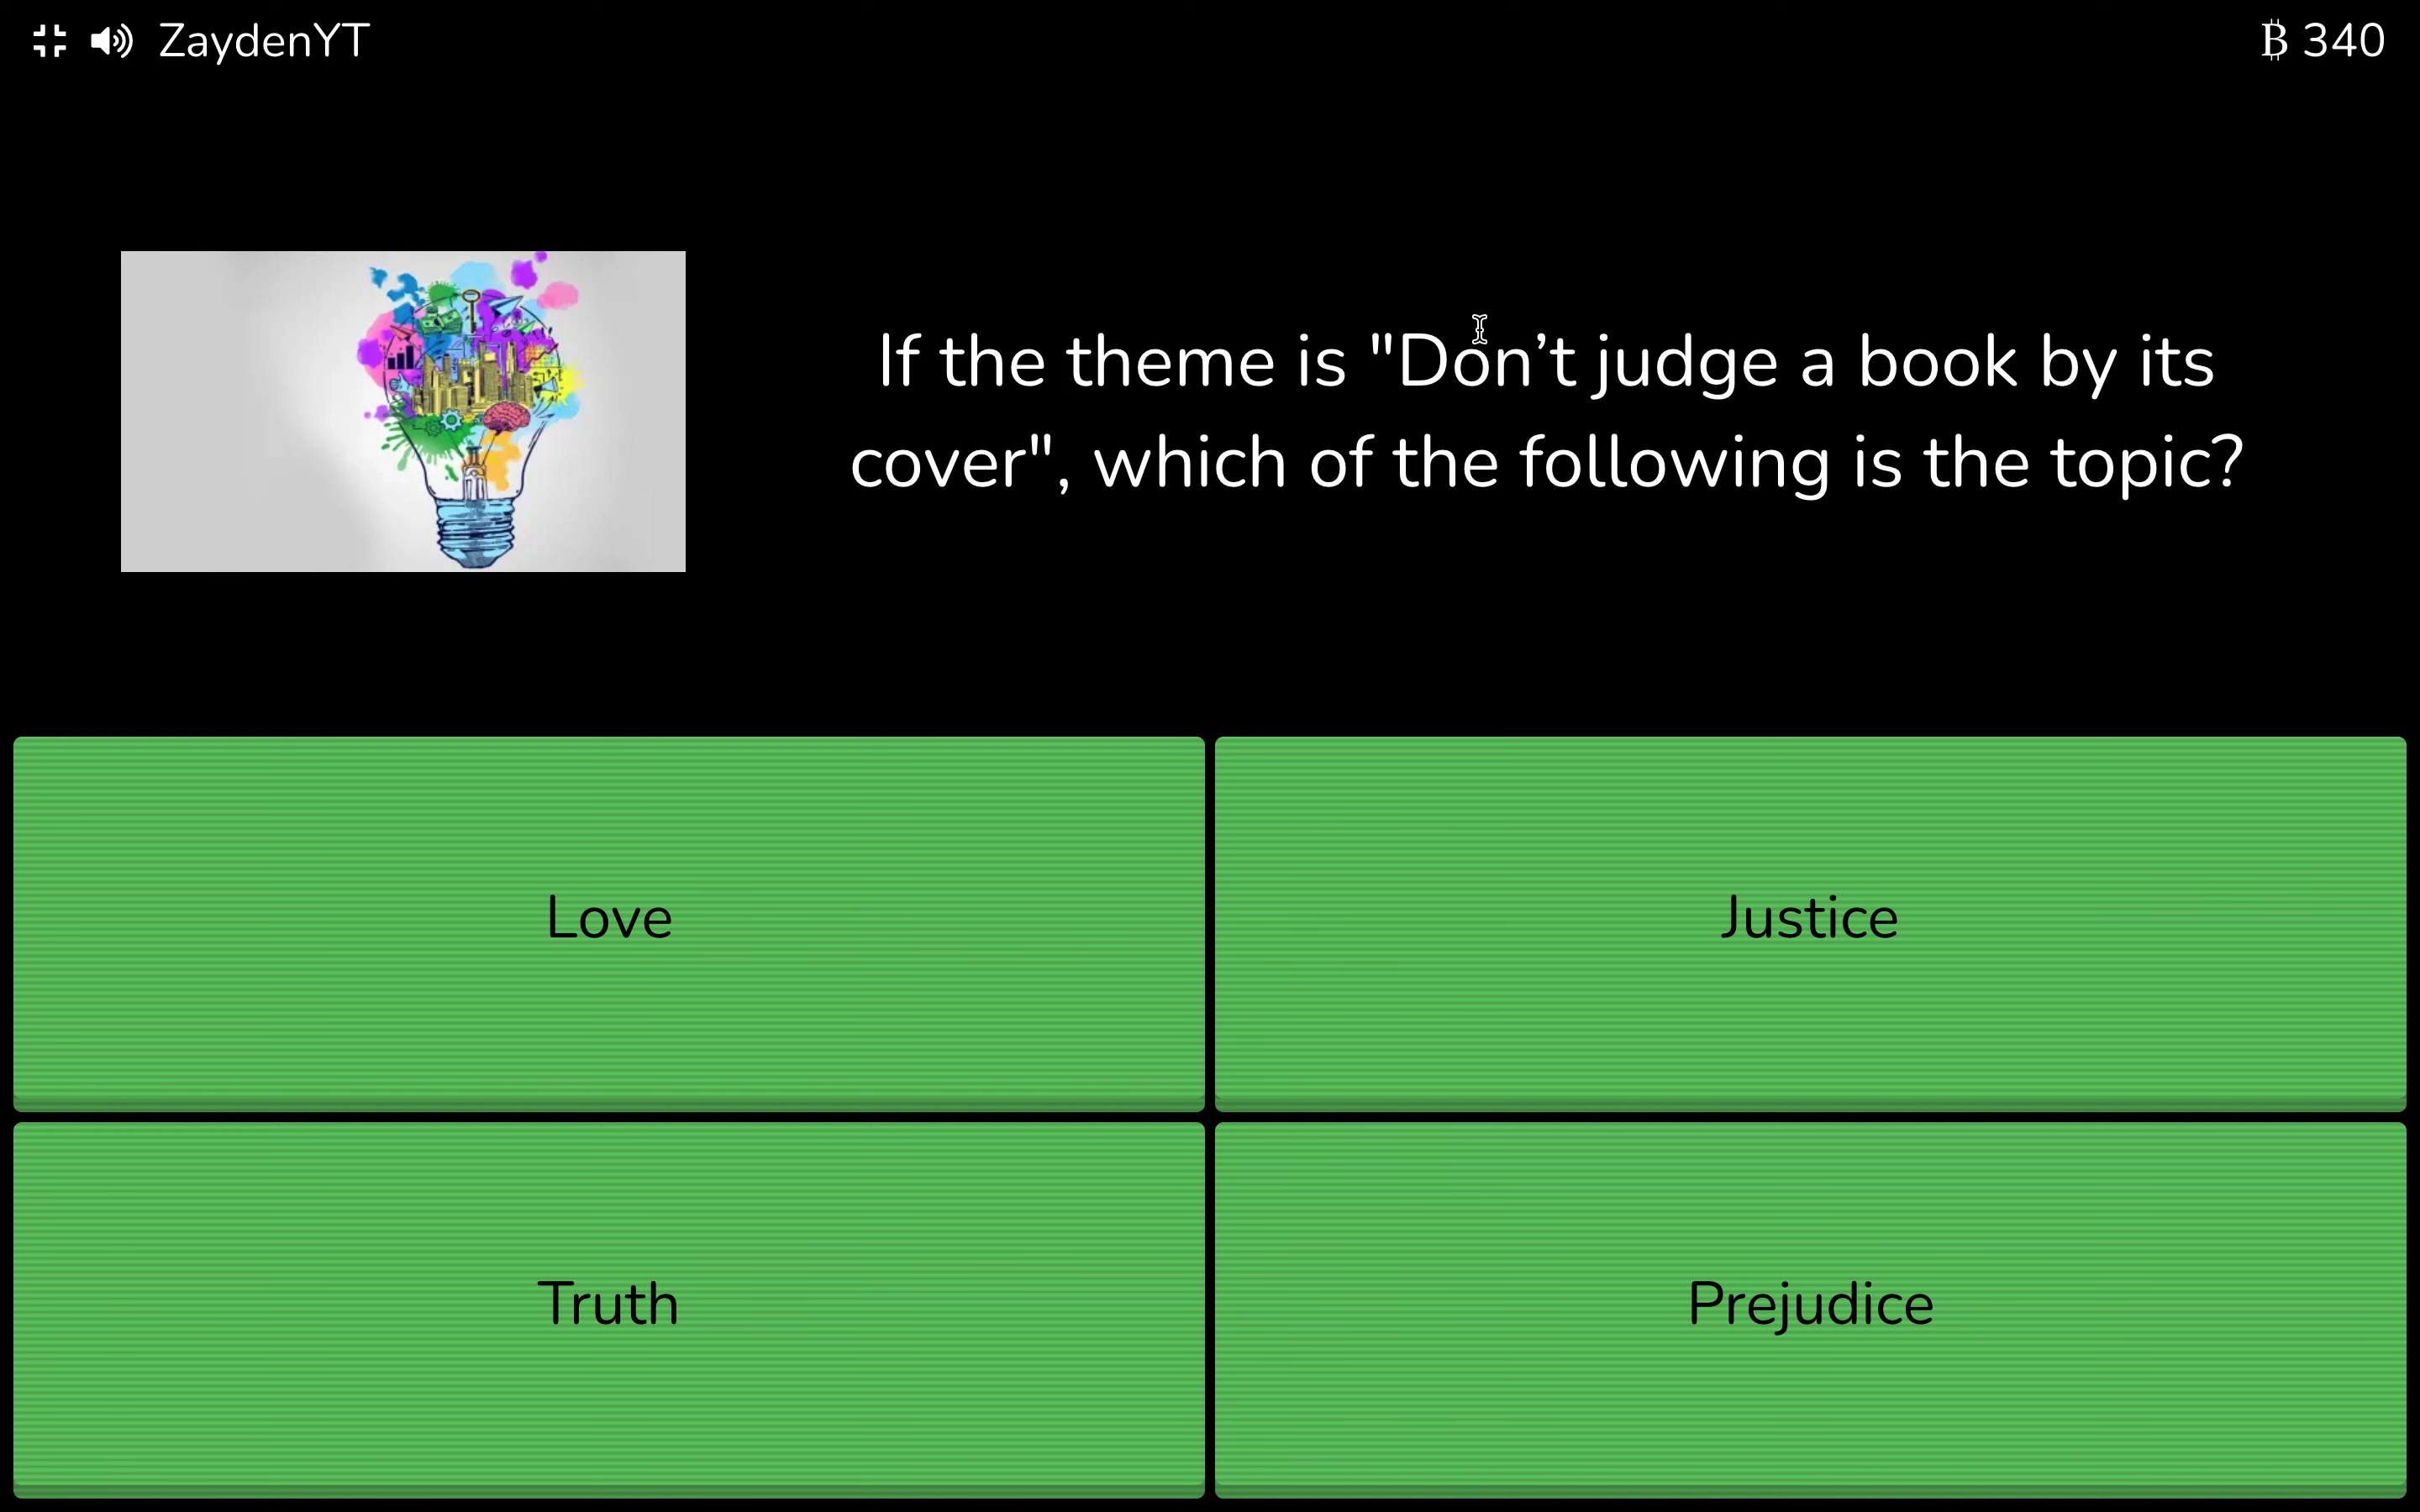 ZaydenYT
₿ 340
If the theme is "Don’t judge a book by its
cover", which of the following is the topic?
Love
Justice
Truth
Prejudice